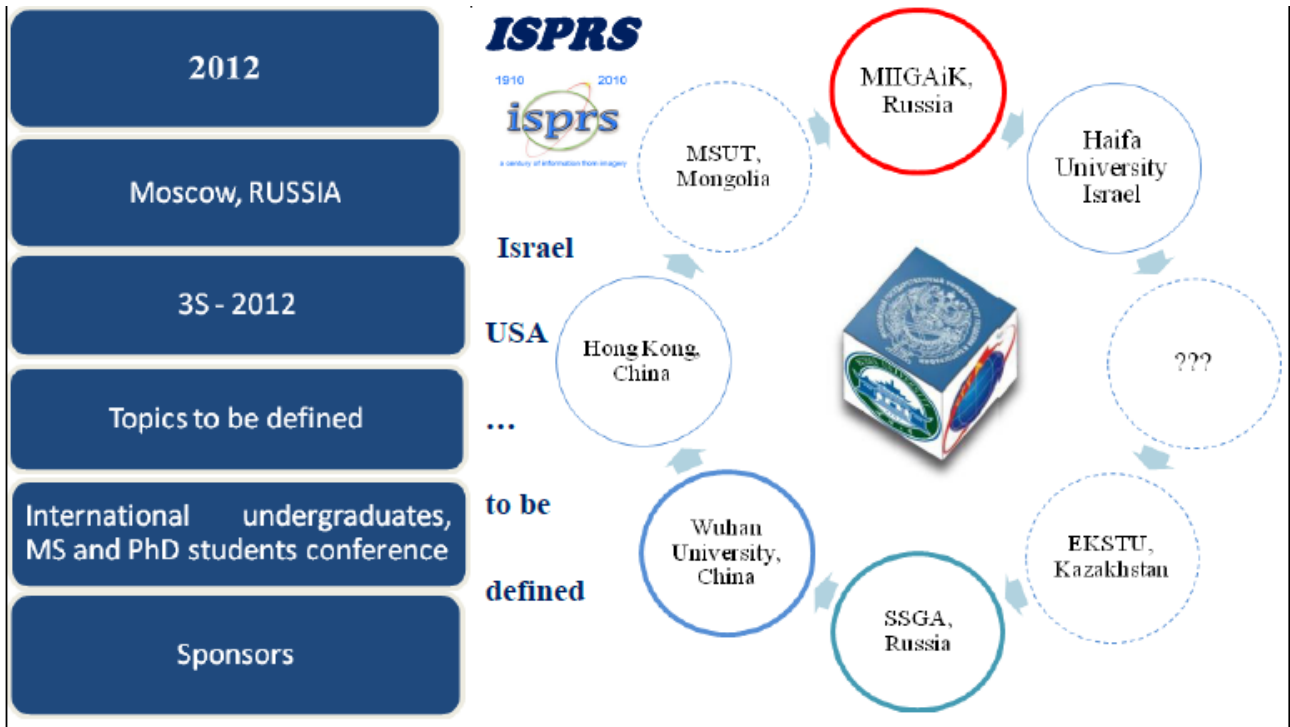 2012
Moscow, RUSSIA
3S - 2012
Topics to be defined
International undergraduates,
MS and PhD students conference
Sponsors
ISPRS
1910 2010
isprs
a century of information from imagery
Israel
USA
...
to be
defined
MIIGAiK,
Russia
Haifa
University
Israel
???
EKSTU,
Kazakhstan
SSGA,
Russia
Wuhan
University,
China
Hong Kong,
China
MSUT,
Mongolia